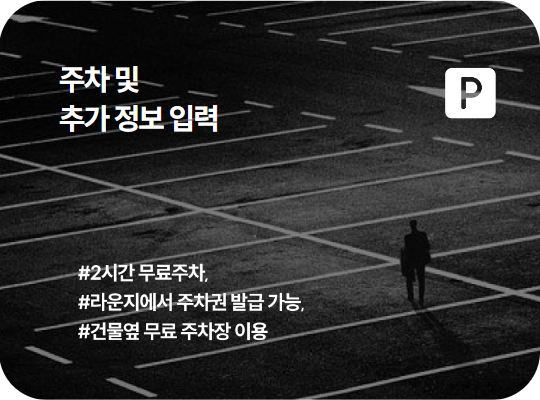 주차 및
추가 정보 입력
P
#2시간 무료주차,
#라운지에서 주차권 발급 가능,
#건물옆 무료 주차장 이용